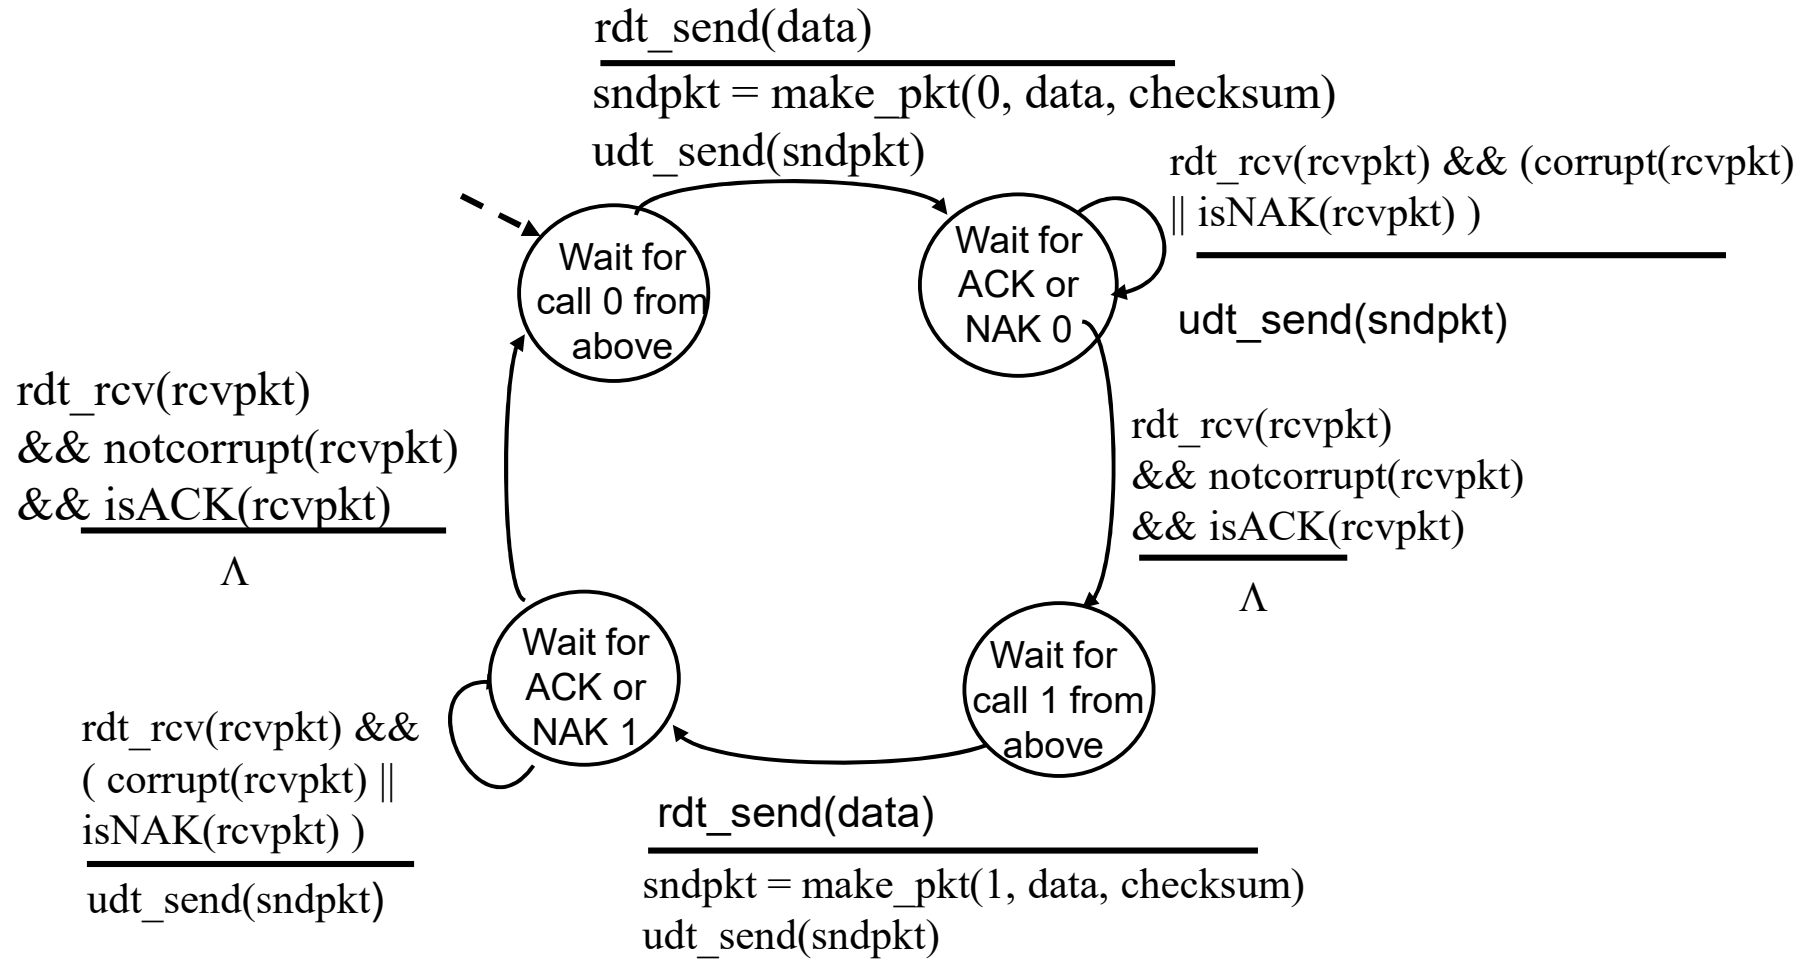 rdt_send(data)
sndpkt = make_pkt(0, data, checksum)
udt_send(sndpkt)
rdt_rcv(rcvpkt) && (corrupt(rcvpkt)
|| isNAK(rcvpkt) )
udt_send(sndpkt)
Wait for
call 0 from
above
Wait for
ACK or
NAK 0
rdt_rcv(rcvpkt)
&& notcorrupt(rcvpkt)
&& isACK(rcvpkt)
Λ
rdt_rcv(rcvpkt)
&& notcorrupt(rcvpkt)
&& isACK(rcvpkt)
Λ
Wait for
ACK or
NAK 1
Wait for
call 1 from
above
rdt_rcv(rcvpkt) &&
( corrupt(rcvpkt) ||
isNAK(rcvpkt) )
udt_send(sndpkt)
rdt_send(data)
sndpkt = make_pkt(1, data, checksum)
udt_send(sndpkt)